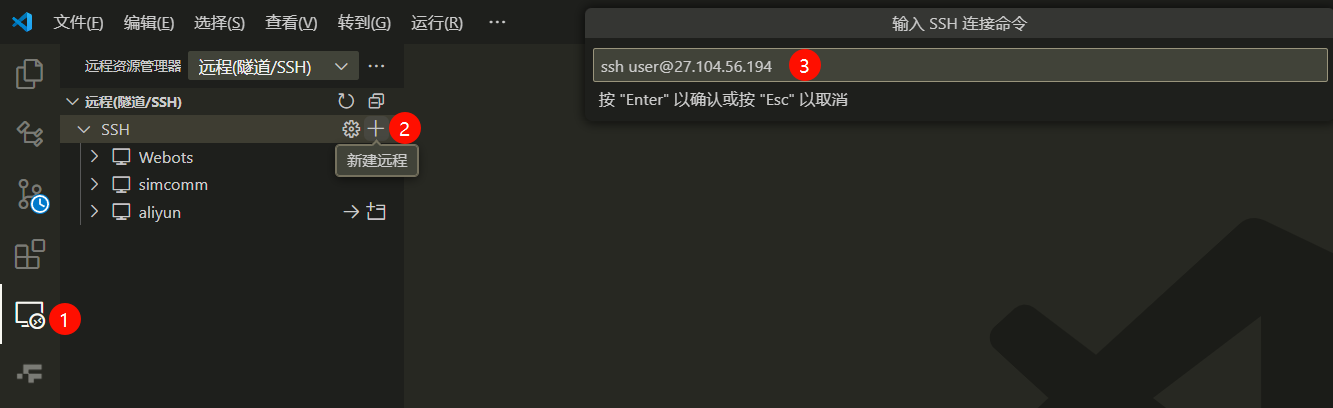 文件(F) 编辑(E) 选择(S) 查看(V) 转到(G) 运行(R) ···
输入 SSH 连接命令
远程资源管理器 远程(隧道/SSH) ···
ssh user@27.104.56.194 3
按 "Enter" 以确认或按 "Esc" 以取消
远程(隧道/SSH)
SSH 2
新建远程
Webots
simcomm
aliyun
1